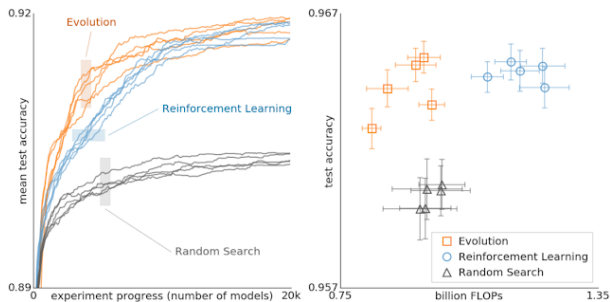 0.92
Evolution
Reinforcement Learning
Random Search
mean test accuracy
0.89
0
experiment progress (number of models)
20k
0.967
test accuracy
0.957
0.75
billion FLOPs
1.35
Evolution
Reinforcement Learning
Random Search